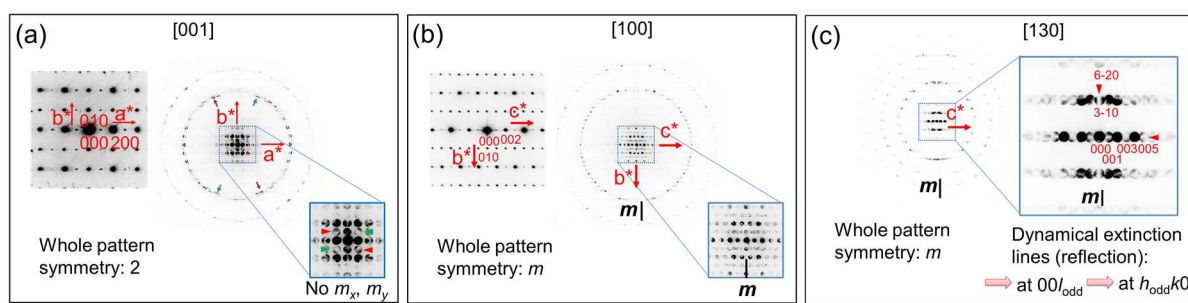 (a)
[001]
b*
a*
010
000 200
b*
a*
Whole pattern
symmetry: 2
No mx, my
(b)
[100]
c*
000 002
b*
010
c*
b*
m|
Whole pattern
symmetry: m
m
(c)
[130]
c*
m|
Whole pattern
symmetry: m
6-20
3-10
000 003 005
001
Dynamical extinction
lines (reflection):
at 00lodd at hoddk0